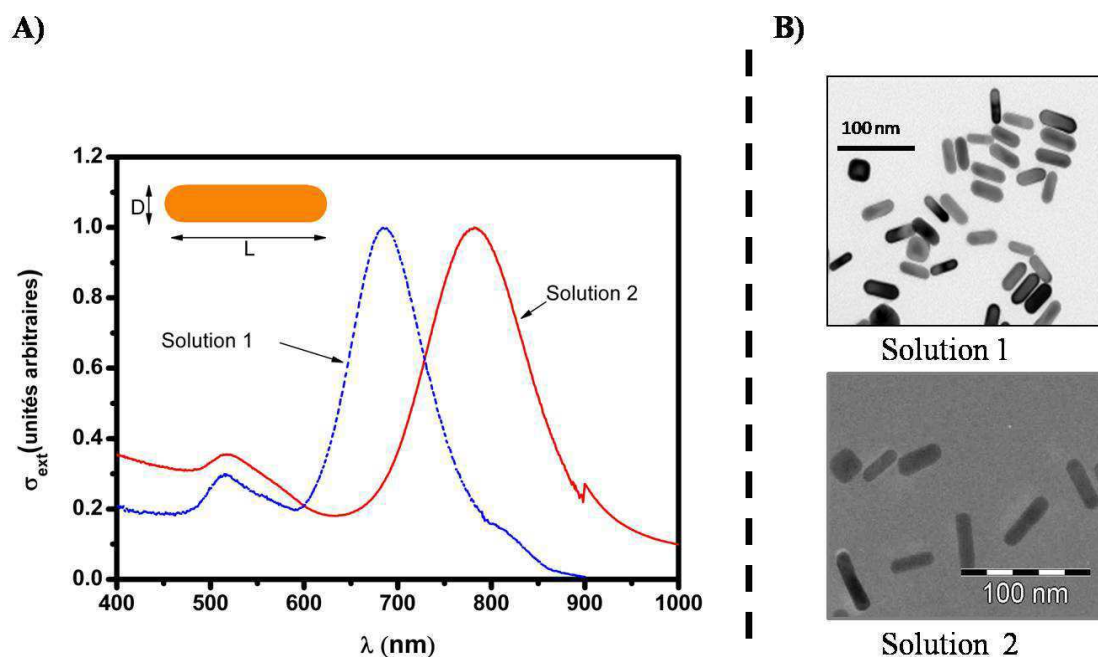 A)
B)
1.2
1.0
0.8
0.6
0.4
0.2
0.0
σext(unités arbitraires)
D
L
Solution 1
Solution 2
400 500 600 700 800 900 1000
λ (nm)
100 nm
Solution 1
100 nm
Solution 2